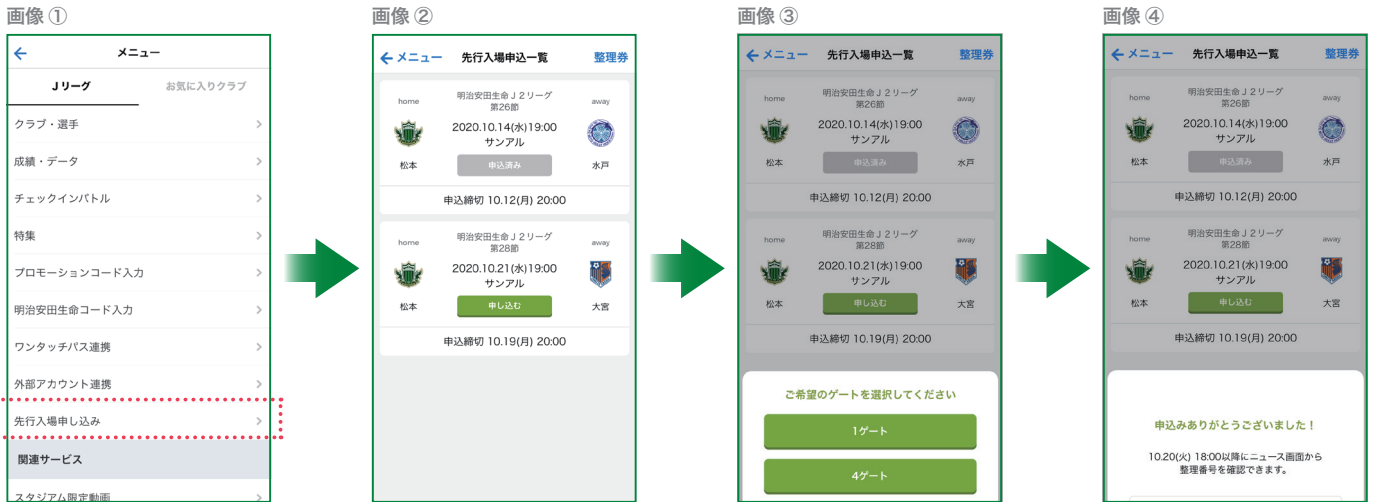 画像 ①
← メニュー
Jリーグ お気に入りクラブ
クラブ・選手
成績・データ
チェックインバトル
特集
プロモーションコード入力
明治安田生命コード入力
ワンタッチパス連携
外部アカウント連携
先行入場申し込み
関連サービス
スタジアム限定動画
画像 ②
← メニュー 先行入場申込一覧 整理券
明治安田生命 J 2リーグ
home 第26節 away
2020.10.14(水)19:00
サンアル
松本 申込済み 水戸
申込締切 10.12(月) 20:00
明治安田生命 J 2リーグ
home 第28節 away
2020.10.21(水)19:00
サンアル
松本 申し込む 大宮
申込締切 10.19(月) 20:00
画像 ③
← メニュー 先行入場申込一覧 整理券
明治安田生命 J 2リーグ
home 第26節 away
2020.10.14(水)19:00
サンアル
松本 申込済み 水戸
申込締切 10.12(月) 20:00
明治安田生命 J 2リーグ
home 第28節 away
2020.10.21(水)19:00
サンアル
松本 申し込む 大宮
申込締切 10.19(月) 20:00
ご希望のゲートを選択してください
1ゲート
4ゲート
画像 ④
← メニュー 先行入場申込一覧 整理券
明治安田生命 J 2リーグ
home 第26節 away
2020.10.14(水)19:00
サンアル
松本 申込済み 水戸
申込締切 10.12(月) 20:00
明治安田生命 J 2リーグ
home 第28節 away
2020.10.21(水)19:00
サンアル
松本 申し込む 大宮
申込締切 10.19(月) 20:00
申込みありがとうございました！
10.20(火) 18:00以降にニュース画面から
整理番号を確認できます。